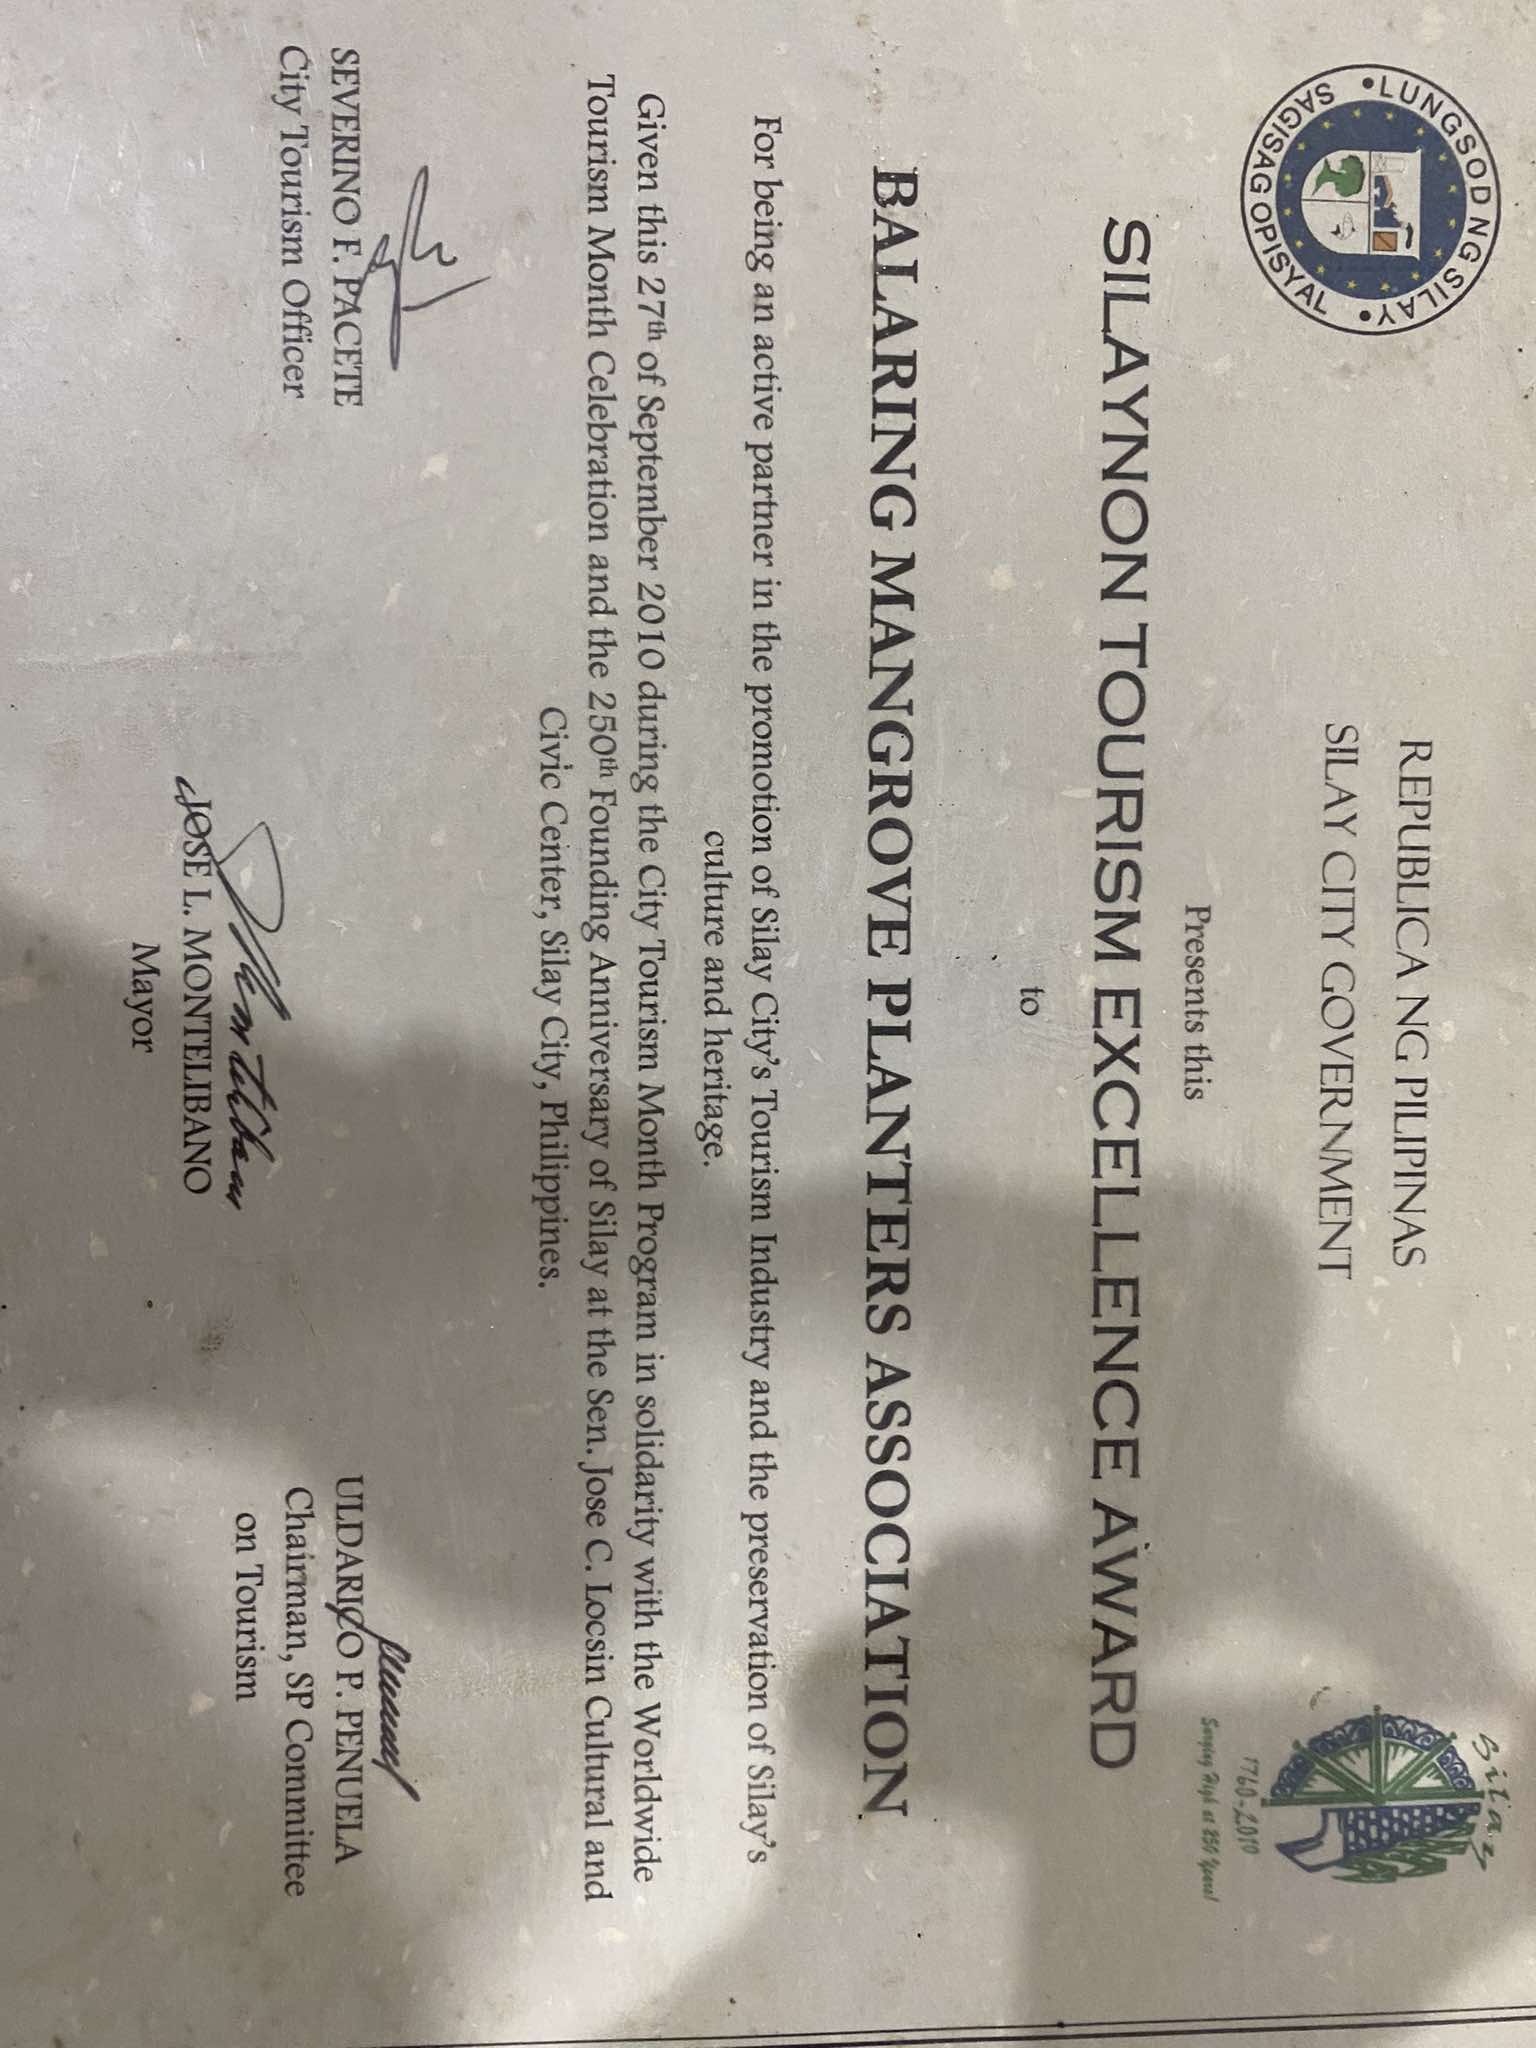 LUNGSOD NG SILAY
SAGISAG OPISYAL
Silay
1760-2010
Surging High at 250 Years!
REPUBLICA NG PILIPINAS
SILAY CITY GOVERNMENT
Presents this
SILAYNON TOURISM EXCELLENCE AWARD
to
BALARING MANGROVE PLANTERS ASSOCIATION
For being an active partner in the promotion of Silay City's Tourism Industry and the preservation of Silay's
culture and heritage.
Given this 27th of September 2010 during the City Tourism Month Program in solidarity with the Worldwide
Tourism Month Celebration and the 250th Founding Anniversary of Silay at the Sen. Jose C. Locsin Cultural and
Civic Center, Silay City, Philippines.
SEVERINO F. PACETE
City Tourism Officer
ULDARICO P. PENUELA
Chairman, SP Committee
on Tourism
JOSE L. MONTELIBANO
Mayor